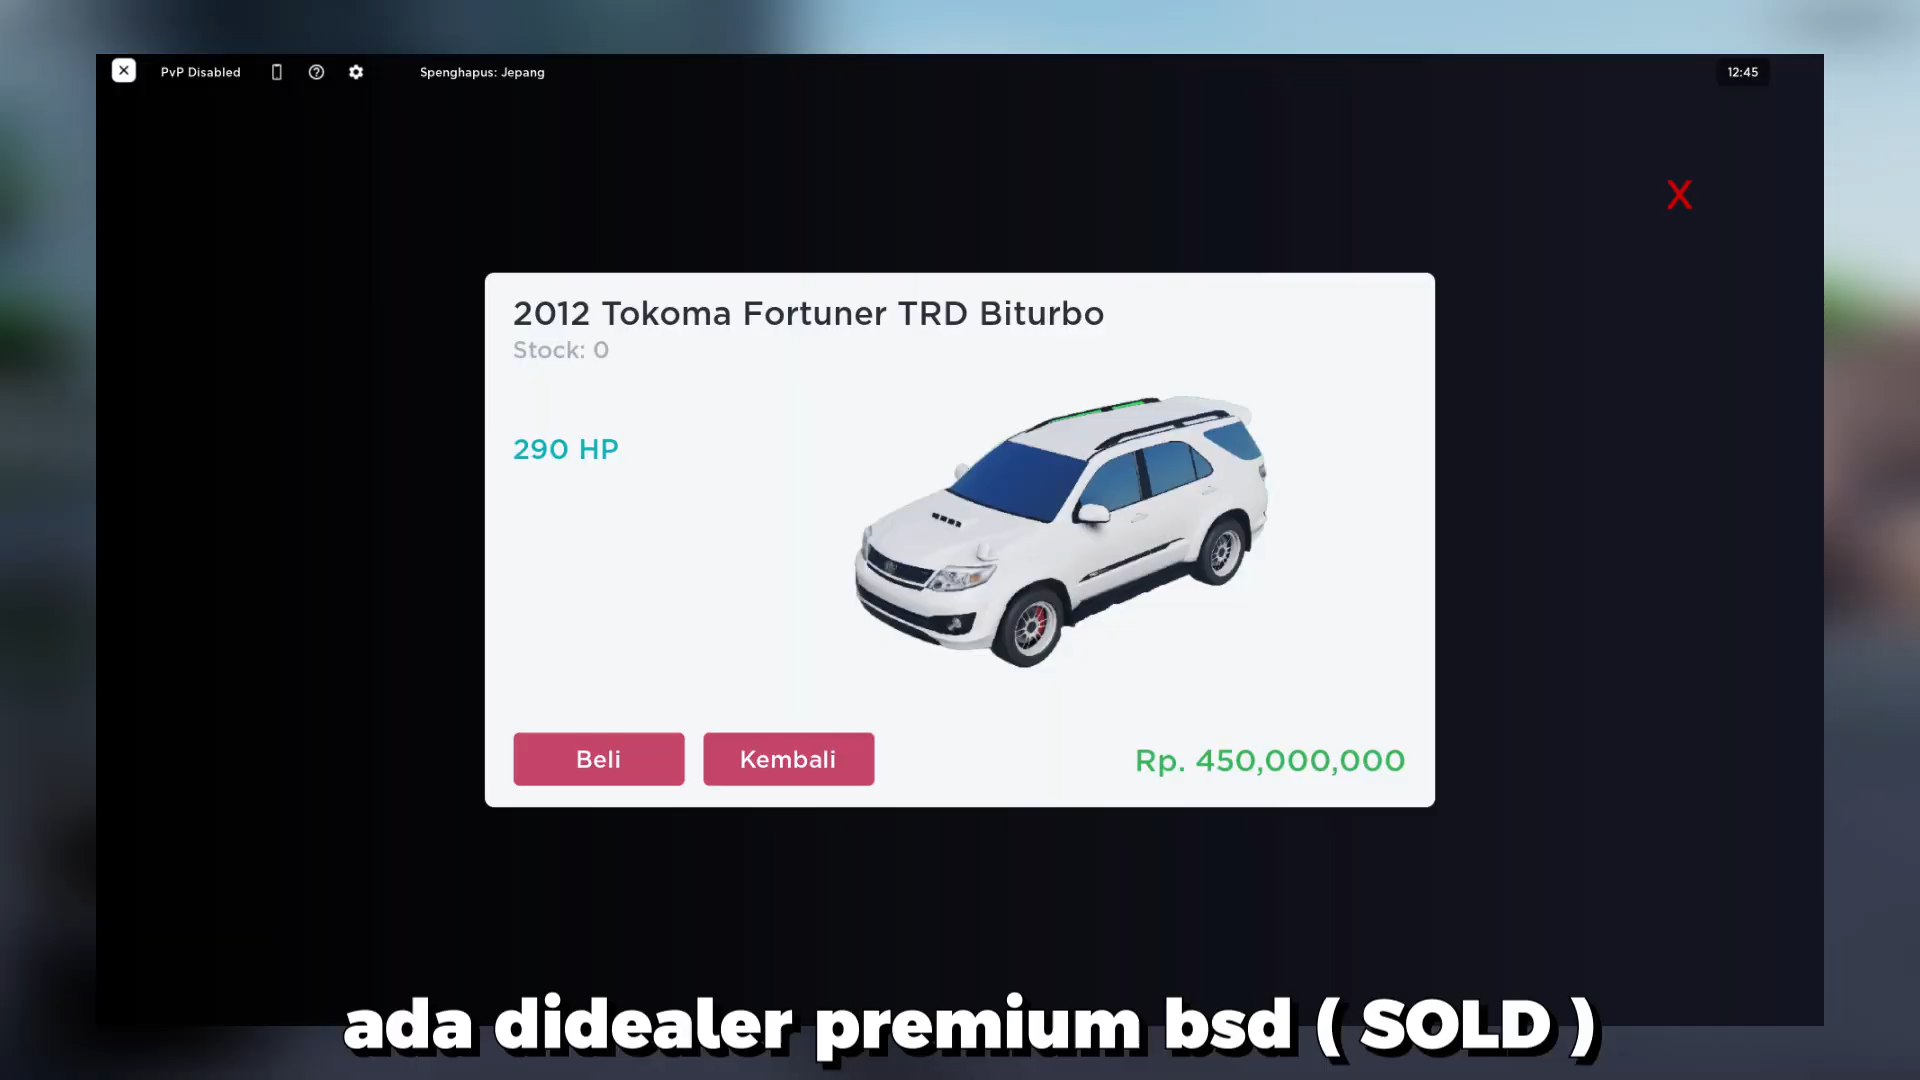 PvP Disabled
Spenghapus: Jepang
12:45
X
2012 Tokoma Fortuner TRD Biturbo
Stock: 0
290 HP
Beli
Kembali
Rp. 450,000,000
ada didealer premium bsd ( SOLD )